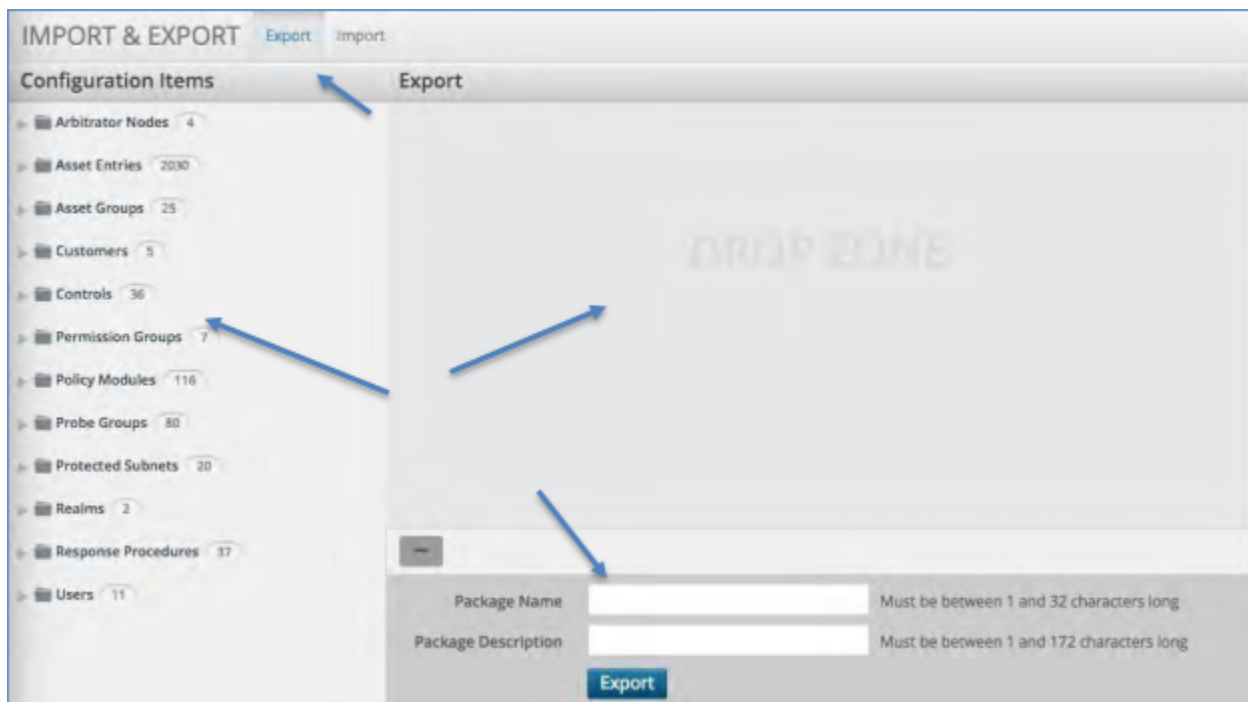 IMPORT & EXPORT Export Import
Configuration Items
Arbitrator Nodes 4
Asset Entries 2030
Asset Groups 25
Customers 5
Controls 36
Permission Groups 7
Policy Modules 116
Probe Groups 80
Protected Subnets 20
Realms 2
Response Procedures 37
Users 11
Export
DROP ZONE
Package Name Must be between 1 and 32 characters long
Package Description Must be between 1 and 172 characters long
Export